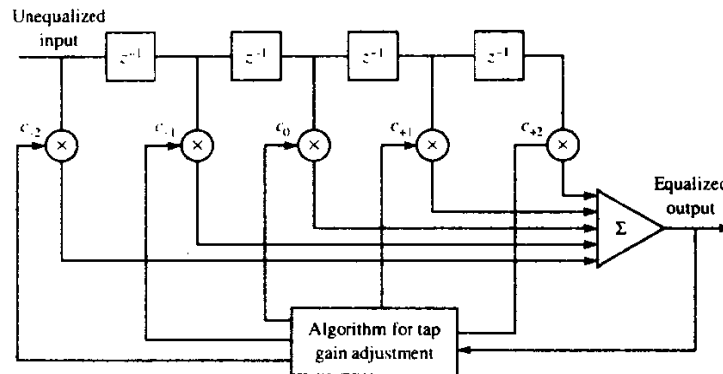 Unequalized
input
z⁻¹
z⁻¹
z⁻¹
z⁻¹
c₋₂
c₋₁
c₀
c₊₁
c₊₂
×
×
×
×
×
Equalized
output
Σ
Algorithm for tap
gain adjustment